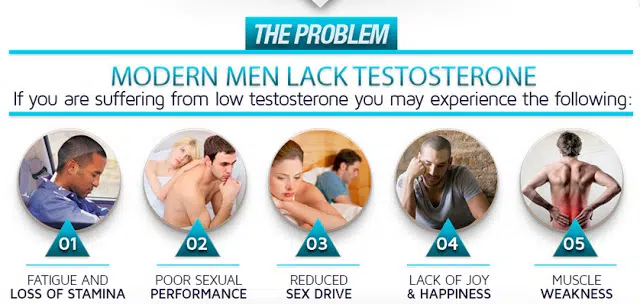 THE PROBLEM
MODERN MEN LACK TESTOSTERONE
If you are suffering from low testosterone you may experience the following:
01
FATIGUE AND
LOSS OF STAMINA
02
POOR SEXUAL
PERFORMANCE
03
REDUCED
SEX DRIVE
04
LACK OF JOY
& HAPPINESS
05
MUSCLE
WEAKNESS